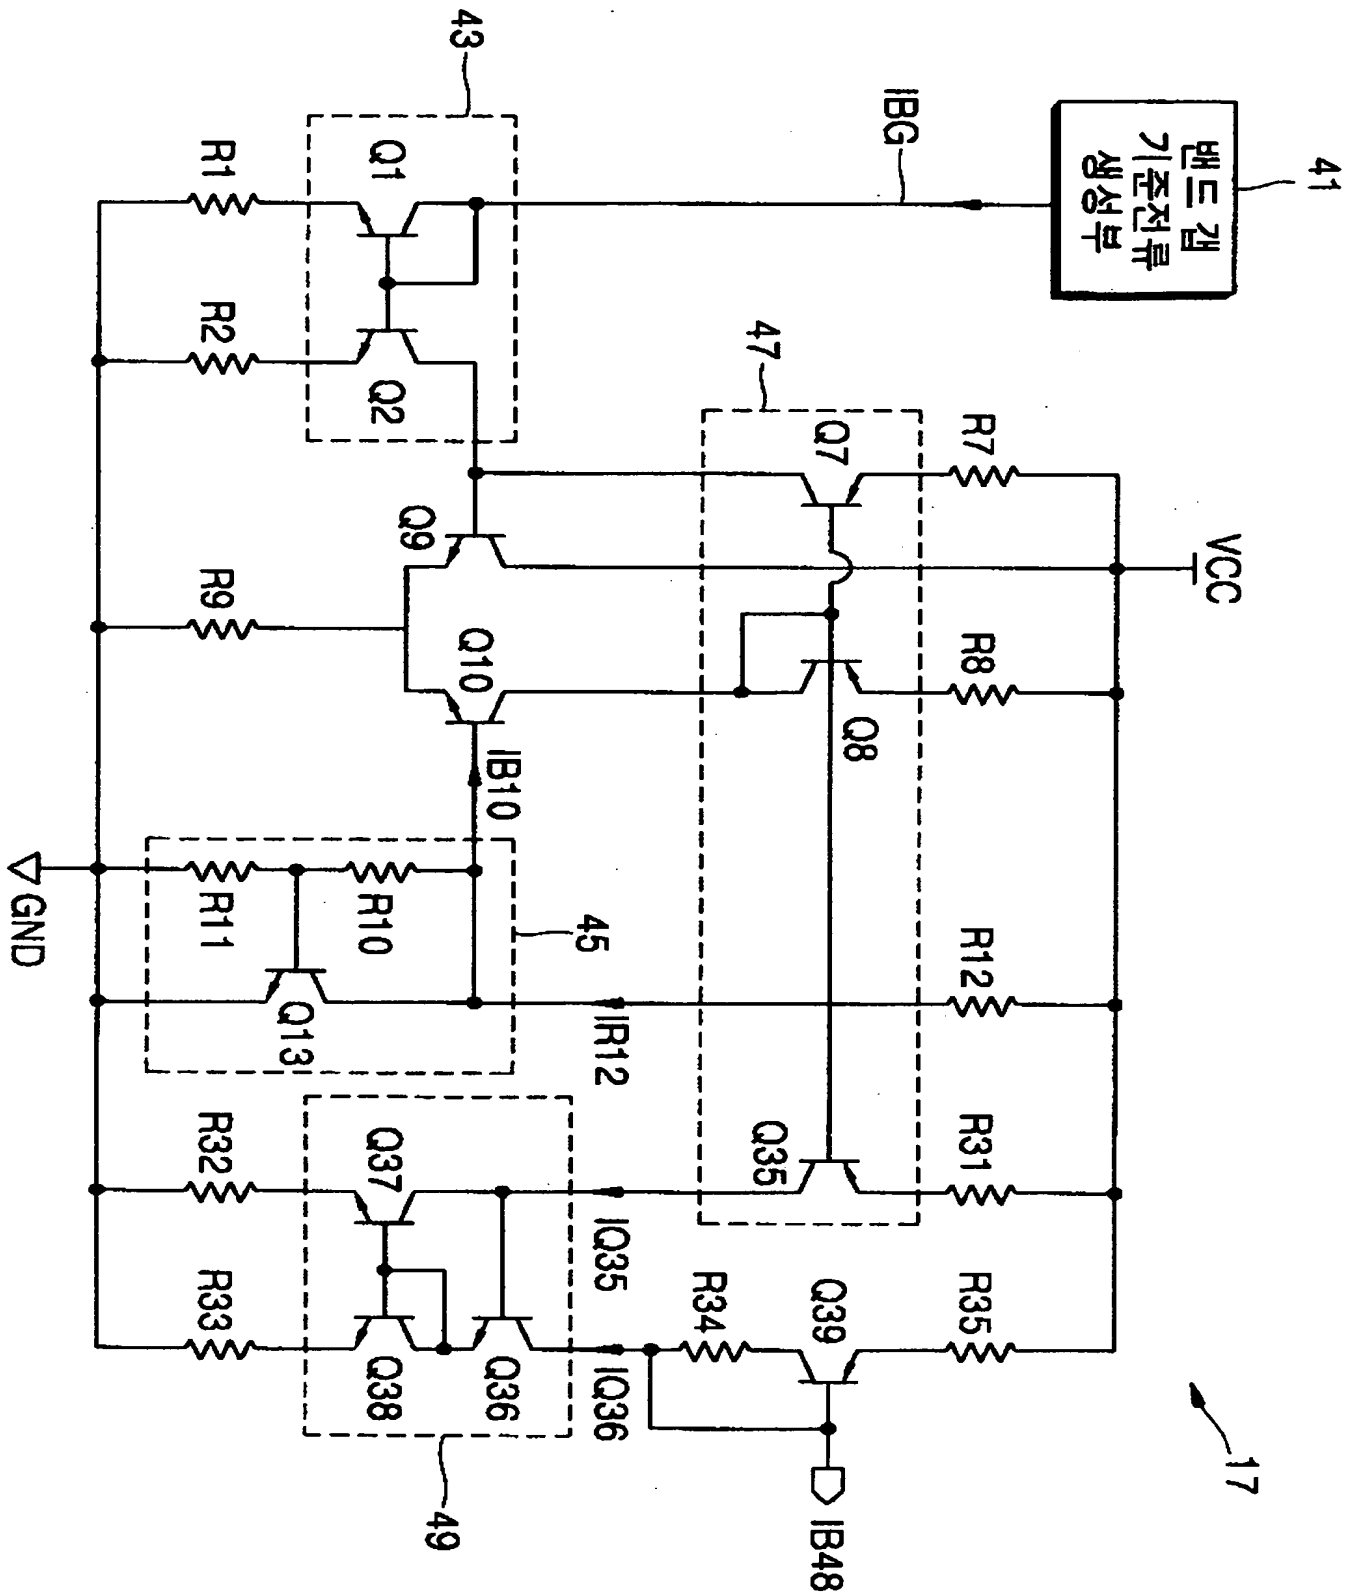 41
밴드 갭
기준전류
생성부
17
VCC
R7
R8
R12
R31
R35
IBG
47
Q7
Q8
Q35
Q39
R34
IB48
43
Q1
Q2
Q9
Q10
IB10
45
IR12
IQ35
IQ36
R10
R11
Q13
Q37
Q36
Q38
49
R1
R2
R9
R32
R33
GND